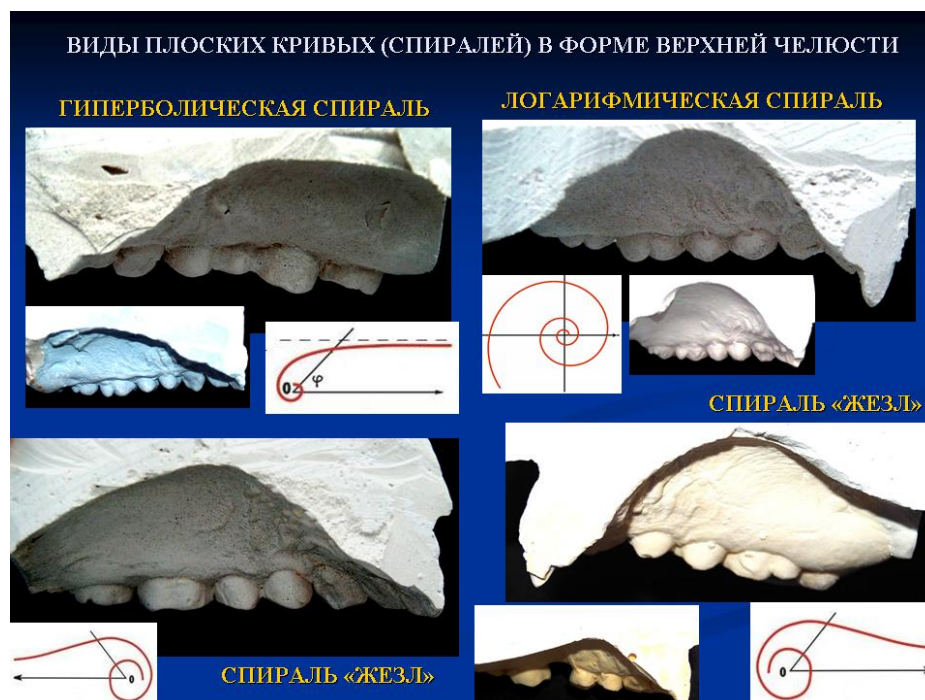 ВИДЫ ПЛОСКИХ КРИВЫХ (СПИРАЛЕЙ) В ФОРМЕ ВЕРХНЕЙ ЧЕЛЮСТИ
ГИПЕРБОЛИЧЕСКАЯ СПИРАЛЬ
ЛОГАРИФМИЧЕСКАЯ СПИРАЛЬ
0
φ
СПИРАЛЬ «ЖЕЗЛ»
0
СПИРАЛЬ «ЖЕЗЛ»
0